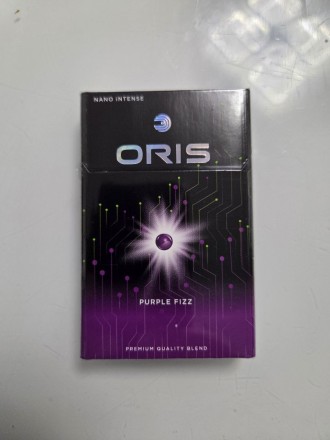 NANO INTENSE
ORIS
PURPLE FIZZ
PREMIUM QUALITY BLEND